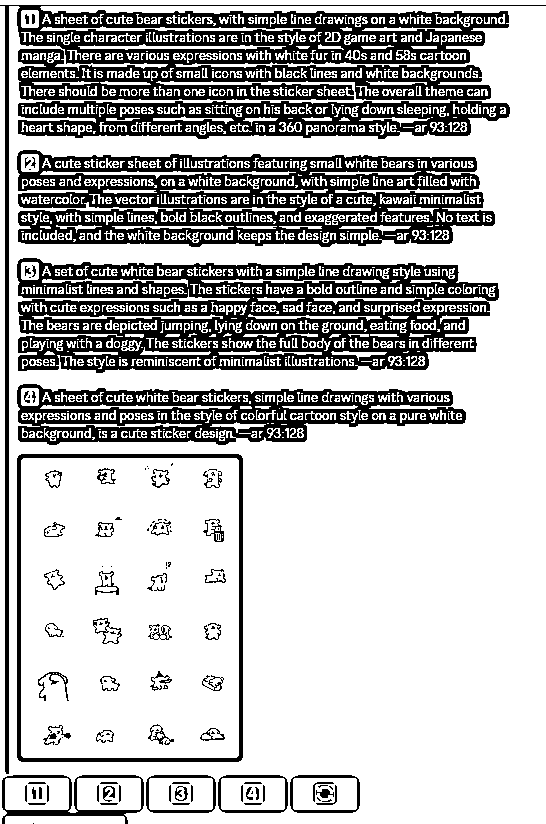 1 A sheet of cute bear stickers, with simple line drawings on a white background.
The single character illustrations are in the style of 2D game art and Japanese
manga. There are various expressions with white fur in 40s and 58s cartoon
elements. It is made up of small icons with black lines and white backgrounds.
There should be more than one icon in the sticker sheet. The overall theme can
include multiple poses such as sitting on his back or lying down sleeping, holding a
heart shape, from different angles, etc. in a 360 panorama style. —ar 93:128
2 A cute sticker sheet of illustrations featuring small white bears in various
poses and expressions, on a white background, with simple line art filled with
watercolor. The vector illustrations are in the style of a cute, kawaii minimalist
style, with simple lines, bold black outlines, and exaggerated features. No text is
included, and the white background keeps the design simple. —ar 93:128
3 A set of cute white bear stickers with a simple line drawing style using
minimalist lines and shapes. The stickers have a bold outline and simple coloring
with cute expressions such as a happy face, sad face, and surprised expression.
The bears are depicted jumping, lying down on the ground, eating food, and
playing with a doggy. The stickers show the full body of the bears in different
poses. The style is reminiscent of minimalist illustrations. —ar 93:128
4 A sheet of cute white bear stickers, simple line drawings with various
expressions and poses in the style of colorful cartoon style on a pure white
background, is a cute sticker design. —ar 93:128
!?
1 2 3 4